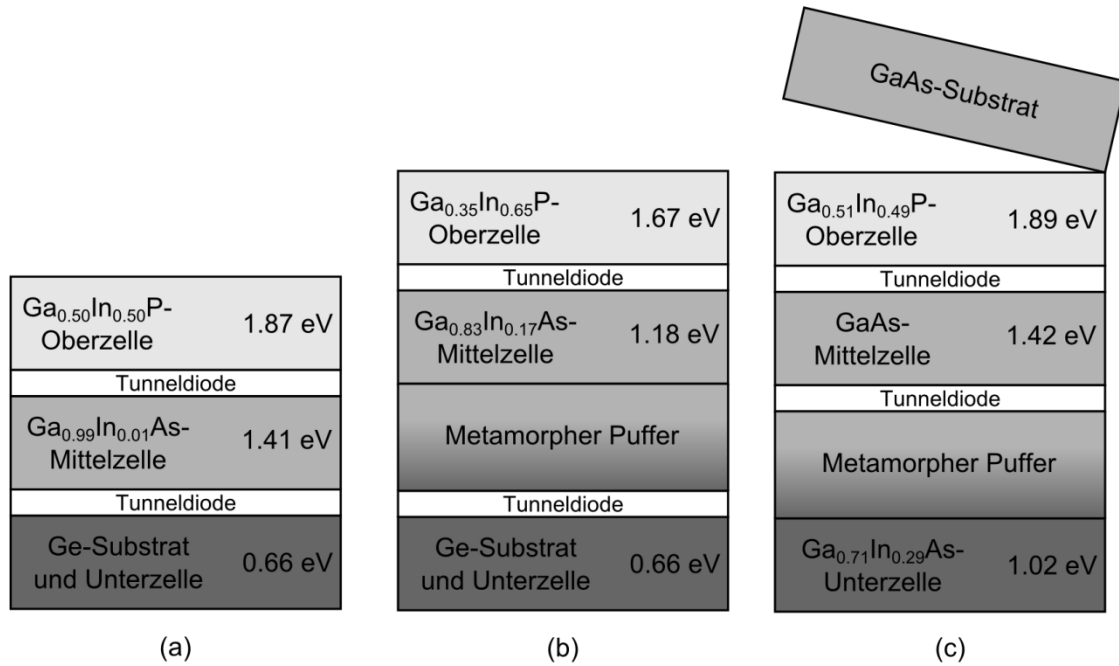 Ga0.50In0.50P-
Oberzelle
1.87 eV
Tunneldiode
Ga0.99In0.01As-
Mittelzelle
1.41 eV
Tunneldiode
Ge-Substrat
und Unterzelle
0.66 eV
(a)
Ga0.35In0.65P-
Oberzelle
1.67 eV
Tunneldiode
Ga0.83In0.17As-
Mittelzelle
1.18 eV
Metamorpher Puffer
Tunneldiode
Ge-Substrat
und Unterzelle
0.66 eV
(b)
GaAs-Substrat
Ga0.51In0.49P-
Oberzelle
1.89 eV
Tunneldiode
GaAs-
Mittelzelle
1.42 eV
Tunneldiode
Metamorpher Puffer
Ga0.71In0.29As-
Unterzelle
1.02 eV
(c)